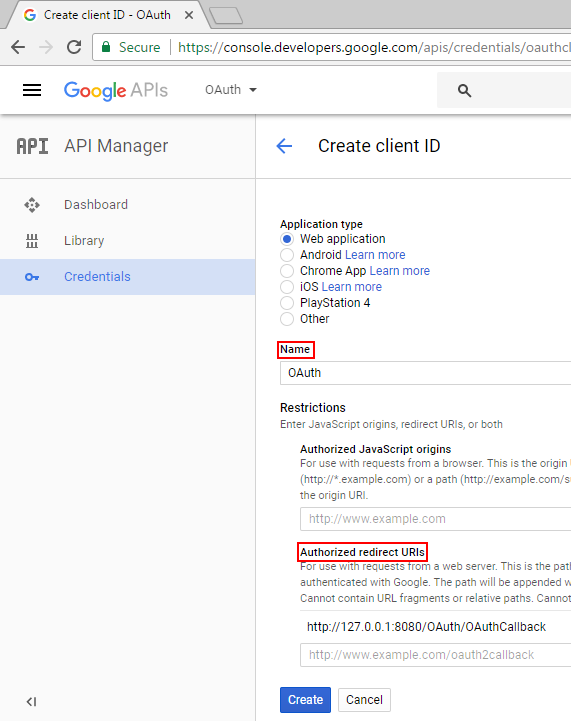 Create client ID - OAuth
Secure
https://console.developers.google.com/apis/credentials/oauthcl
Google APIs
OAuth
API
API Manager
Create client ID
Dashboard
Library
Credentials
Application type
Web application
Android Learn more
Chrome App Learn more
iOS Learn more
PlayStation 4
Other
Name
OAuth
Restrictions
Enter JavaScript origins, redirect URIs, or both
Authorized JavaScript origins
For use with requests from a browser. This is the origin
(http://*.example.com) or a path (http://example.com/
the origin URI.
http://www.example.com
Authorized redirect URIs
For use with requests from a web server. This is the path
authenticated with Google. The path will be appended
Cannot contain URL fragments or relative paths. Cannot
http://127.0.0.1:8080/OAuth/OAuthCallback
http://www.example.com/oauth2callback
Create
Cancel